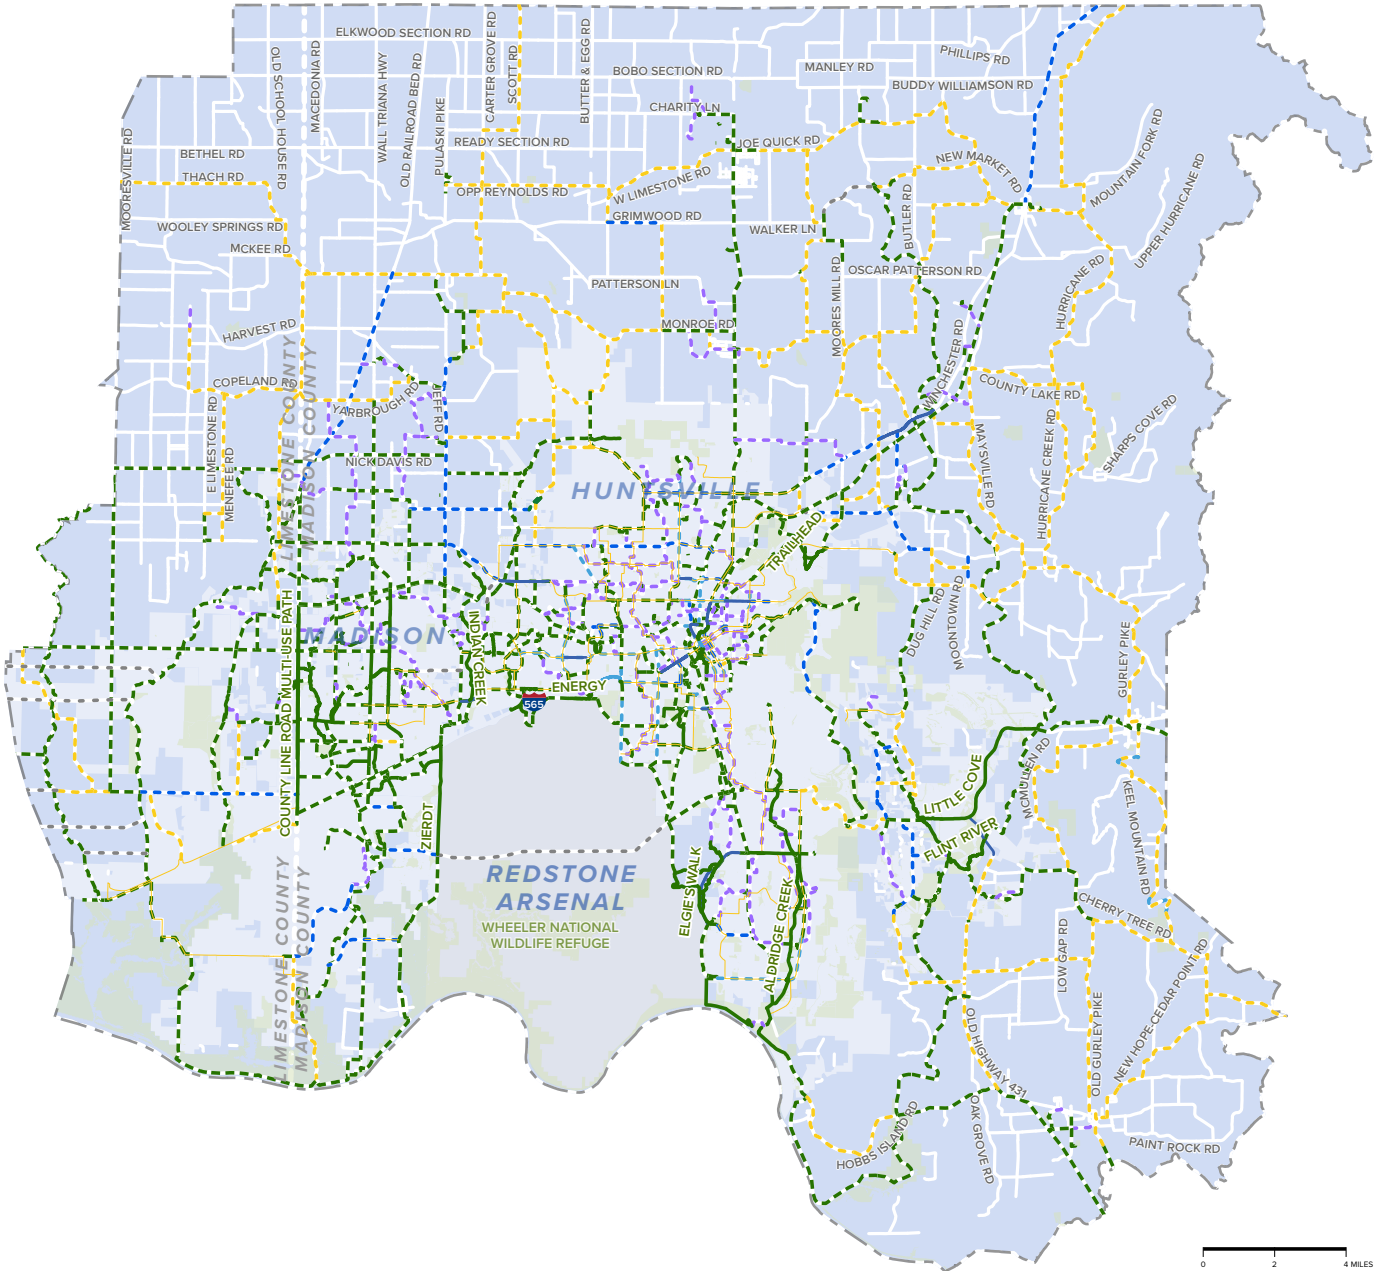 ELKWOOD SECTION RD
OLD SCHOOL HOUSE RD
MACEDONIA RD
WALL TRIANA HWY
OLD RAILROAD BED RD
PULASKI PIKE
CARTER GROVE RD
SCOTT RD
BUTTER & EGG RD
BOBO SECTION RD
MANLEY RD
PHILLIPS RD
BUDDY WILLIAMSON RD
CHARITY LN
MOORESVILLE RD
BETHEL RD
READY SECTION RD
JOE QUICK RD
NEW MARKET RD
MOUNTAIN FORK RD
UPPER HURRICANE RD
THACH RD
OPP REYNOLDS RD
W LIMESTONE RD
GRIMWOOD RD
BUTLER RD
WOOLEY SPRINGS RD
MCKEE RD
WALKER LN
OSCAR PATTERSON RD
PATTERSON LN
MOORES MILL RD
HURRICANE RD
HARVEST RD
MONROE RD
WINCHESTER RD
COPELAND RD
YARBROUGH RD
JEFF RD
COUNTY LAKE RD
LIMESTONE COUNTY
MADISON COUNTY
E LIMESTONE RD
MENEFEE RD
NICK DAVIS RD
MAYSVILLE RD
HURRICANE CREEK RD
SHARPS COVE RD
HUNTSVILLE
TRAILHEAD
MADISON
INDIAN CREEK
DUG HILL RD
MOONTOWN RD
GURLEY PIKE
COUNTY LINE ROAD MULTI-USE PATH
ENERGY
565
ZIERDT
LITTLE COVE
FLINT RIVER
MCMULLEN RD
KEEL MOUNTAIN RD
REDSTONE
ARSENAL
WHEELER NATIONAL
WILDLIFE REFUGE
ELGIE'S WALK
ALDRIDGE CREEK
LIMESTONE COUNTY
MADISON COUNTY
CHERRY TREE RD
LOW GAP RD
OLD GURLEY PIKE
NEW HOPE-CEDAR POINT RD
OLD HIGHWAY 431
OAK GROVE RD
HOBBS ISLAND RD
PAINT ROCK RD
0 2 4 MILES